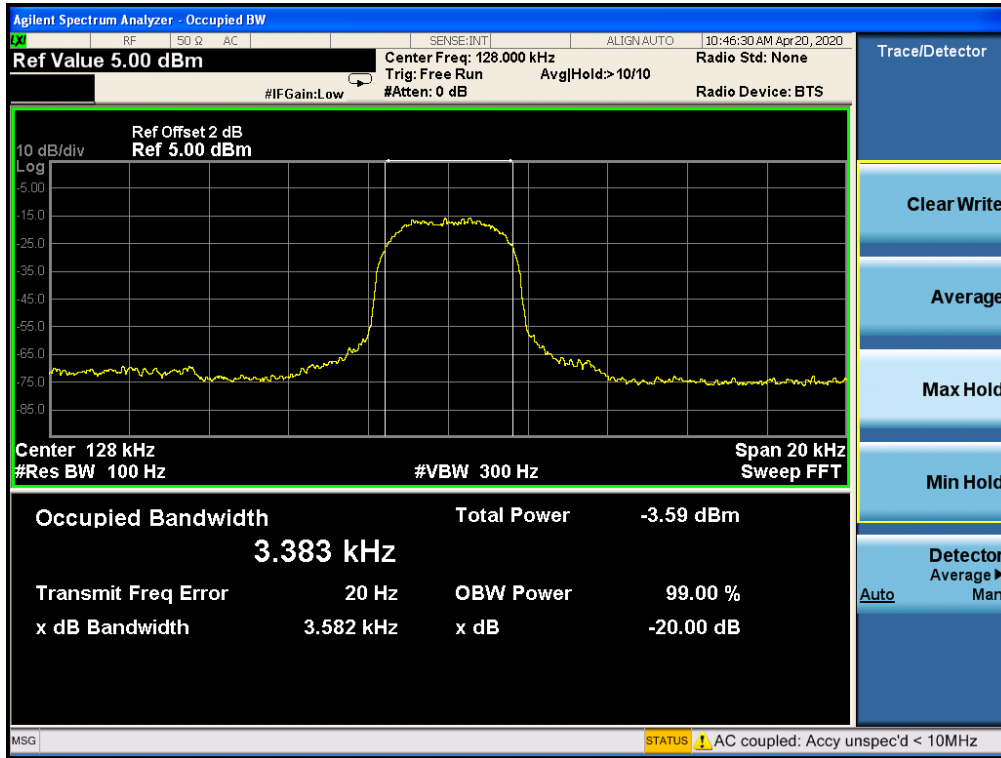 Agilent Spectrum Analyzer - Occupied BW
LXI RF 50 Ω AC SENSE:INT ALIGN AUTO 10:46:30 AM Apr 20, 2020
Ref Value 5.00 dBm
Center Freq: 128.000 kHz
Radio Std: None
Trig: Free Run Avg|Hold:>10/10
#IFGain:Low #Atten: 0 dB Radio Device: BTS
Trace/Detector
Ref Offset 2 dB
10 dB/div Ref 5.00 dBm
Log
-5.00
-15.0
-25.0
-35.0
-45.0
-55.0
-65.0
-75.0
-85.0
Center 128 kHz Span 20 kHz
#Res BW 100 Hz #VBW 300 Hz Sweep FFT
Occupied Bandwidth Total Power -3.59 dBm
3.383 kHz
Transmit Freq Error 20 Hz OBW Power 99.00 %
x dB Bandwidth 3.582 kHz x dB -20.00 dB
Clear Write
Average
Max Hold
Min Hold
Detector
Average
Auto Man
MSG STATUS AC coupled: Accy unspec'd < 10MHz